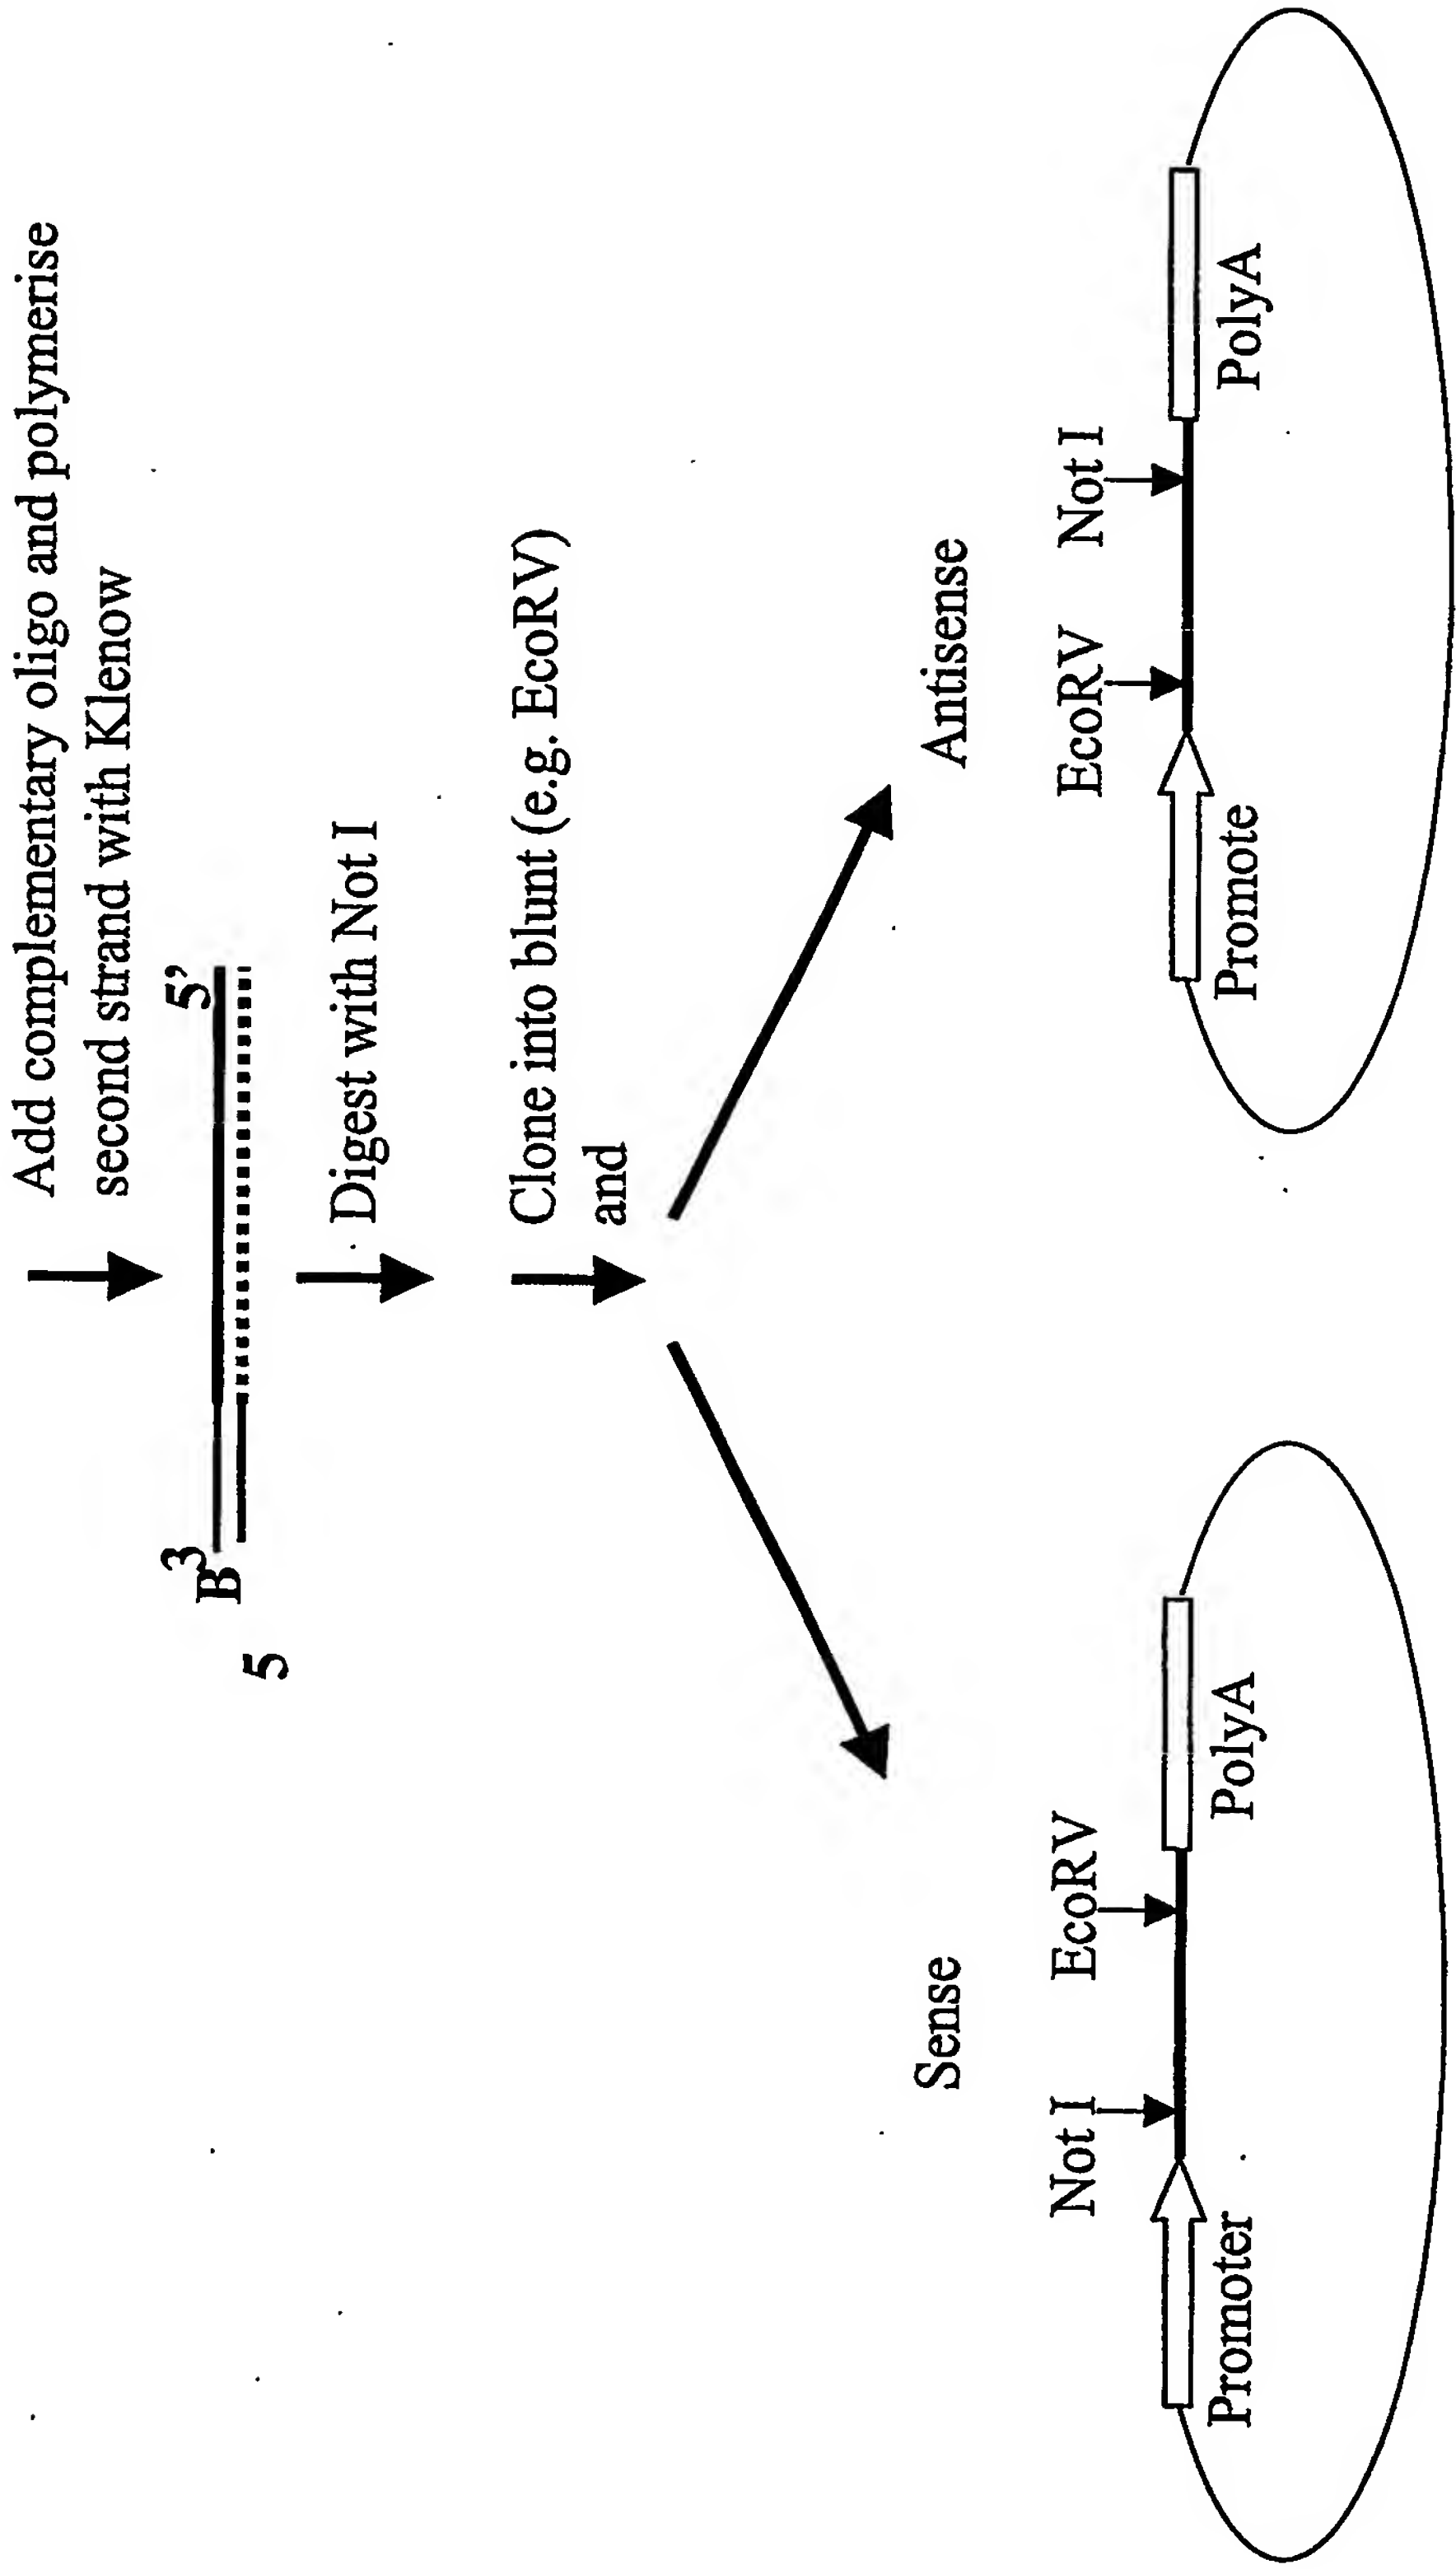 Add complementary oligo and polymerise
second strand with Klenow
3
B
5'
5
Digest with Not I
Clone into blunt (e.g. EcoRV)
and
Sense
Antisense
Not I
EcoRV
Promoter
PolyA
EcoRV
Not I
Promote
PolyA